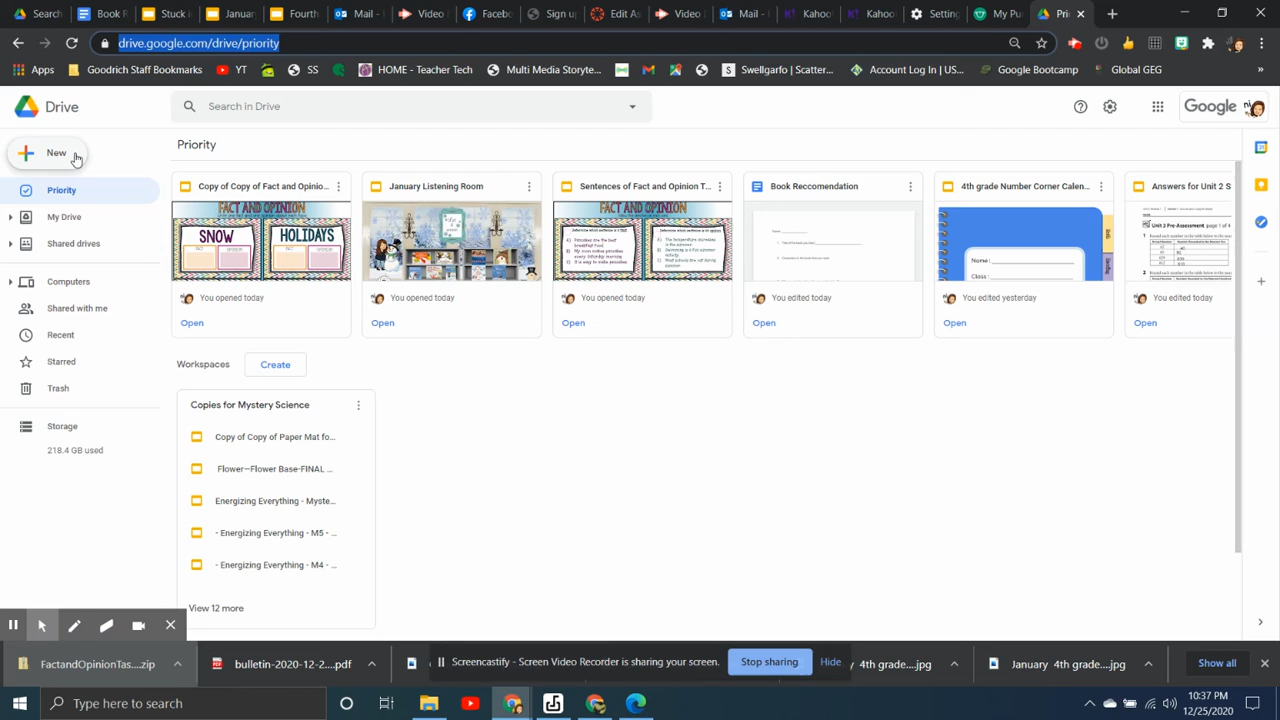 Search
Book
Stuck in
Januar
Fourth
Mail -
Video
Faceb
Sign up
Edit As
Video
Mail -
Kahoo
Kahoo
Setting
My Pu
Pri
drive.google.com/drive/priority
Apps
Goodrich Staff Bookmarks
YT
SS
HOME - Teacher Tech
Multi Media Storyte...
Swellgarfo | Scatter...
Account Log In | US...
Google Bootcamp
Global GEG
»
Drive
Search in Drive
Google
New
Priority
My Drive
Shared drives
Computers
Shared with me
Recent
Starred
Trash
Storage
218.4 GB used
Priority
Copy of Copy of Fact and Opinio...
FACT AND OPINION
SNOW
HOLIDAYS
You opened today
Open
January Listening Room
You opened today
Open
Sentences of Fact and Opinion T...
FACT AND OPINION
You opened today
Open
Book Reccomendation
You edited today
Open
4th grade Number Corner Calen...
Name :
Class :
You edited yesterday
Open
Answers for Unit 2 S
Unit 3 Pre-Assessment
You edited today
Open
Workspaces
Create
Copies for Mystery Science
Copy of Copy of Paper Mat fo...
Flower—Flower Base-FINAL ...
Energizing Everything - Myste...
- Energizing Everything - M5 - ...
- Energizing Everything - M4 - ...
View 12 more
FactandOpinionTas....zip
bulletin-2020-12-2....pdf
Screencastify - Screen Video Recorder is sharing your screen.
Stop sharing
Hide
4th grade....jpg
January 4th grade....jpg
Show all
Type here to search
10:37 PM
12/25/2020